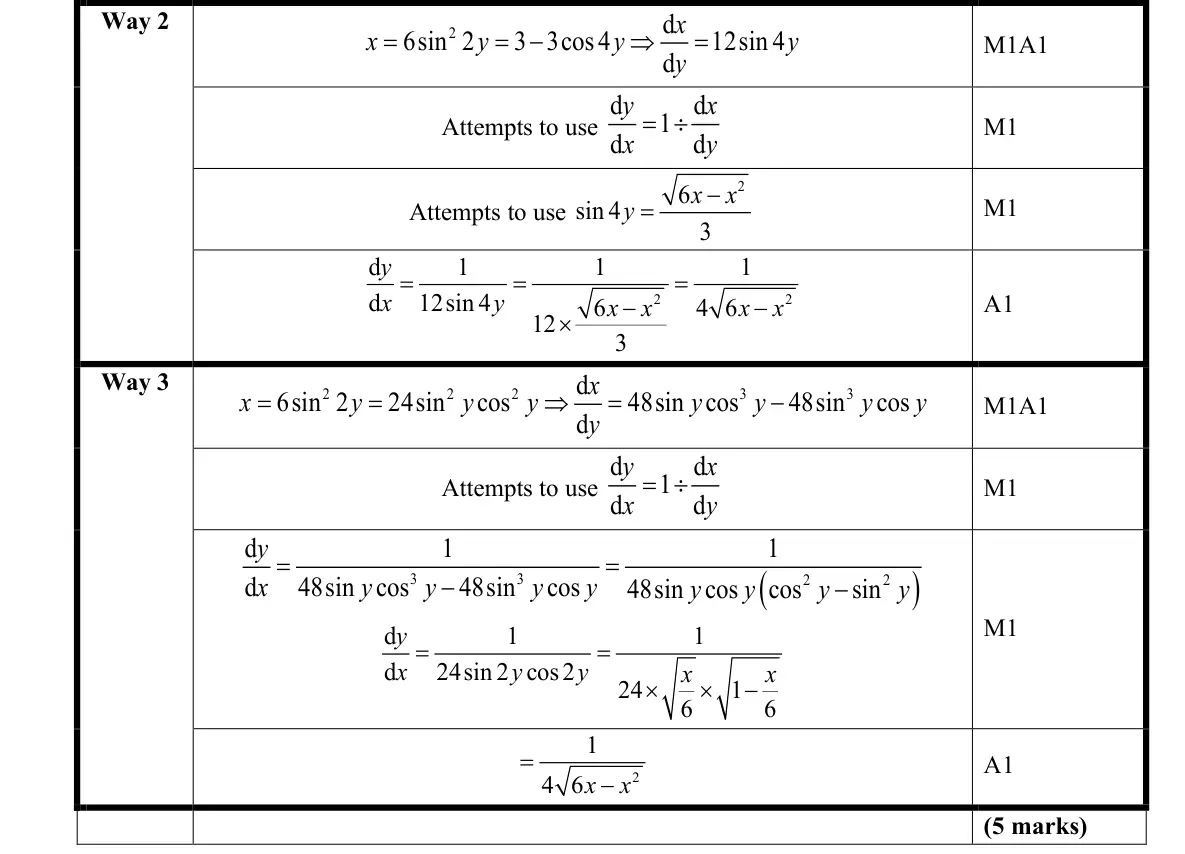 Way 2
x = 6sin² 2y = 3 − 3cos 4y ⇒ dx/dy = 12sin 4y
M1A1
Attempts to use dy/dx = 1 ÷ dx/dy
M1
Attempts to use sin 4y = √(6x − x²)/3
M1
dy/dx = 1/(12sin 4y) = 1/(12 × √(6x − x²)/3) = 1/(4√(6x − x²))
A1
Way 3
x = 6sin² 2y = 24sin² y cos² y ⇒ dx/dy = 48sin y cos³ y − 48sin³ y cos y
M1A1
Attempts to use dy/dx = 1 ÷ dx/dy
M1
dy/dx = 1/(48sin y cos³ y − 48sin³ y cos y) = 1/(48sin y cos y (cos² y − sin² y))
dy/dx = 1/(24sin 2y cos 2y) = 1/(24 × √(x/6) × √(1 − x/6))
M1
= 1/(4√(6x − x²))
A1
(5 marks)